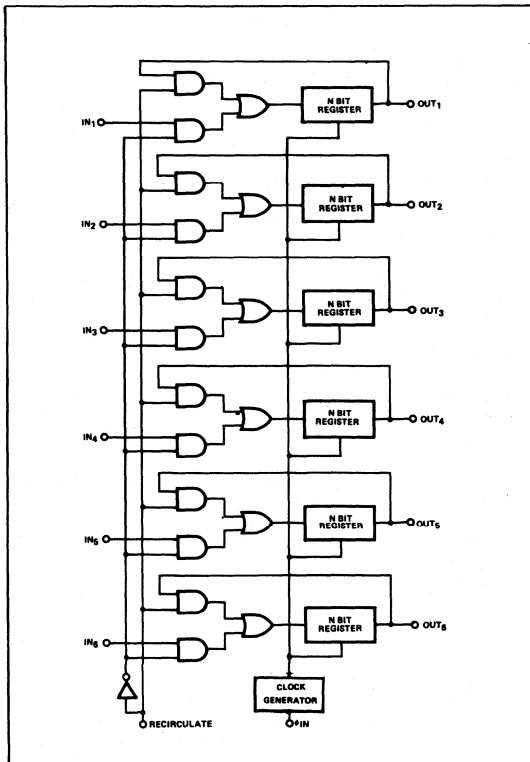 N BIT
REGISTER
OUT₁
IN₁
N BIT
REGISTER
OUT₂
IN₂
N BIT
REGISTER
OUT₃
IN₃
N BIT
REGISTER
OUT₄
IN₄
N BIT
REGISTER
OUT₅
IN₅
N BIT
REGISTER
OUT₆
IN₆
CLOCK
GENERATOR
RECIRCULATE
ϕIN